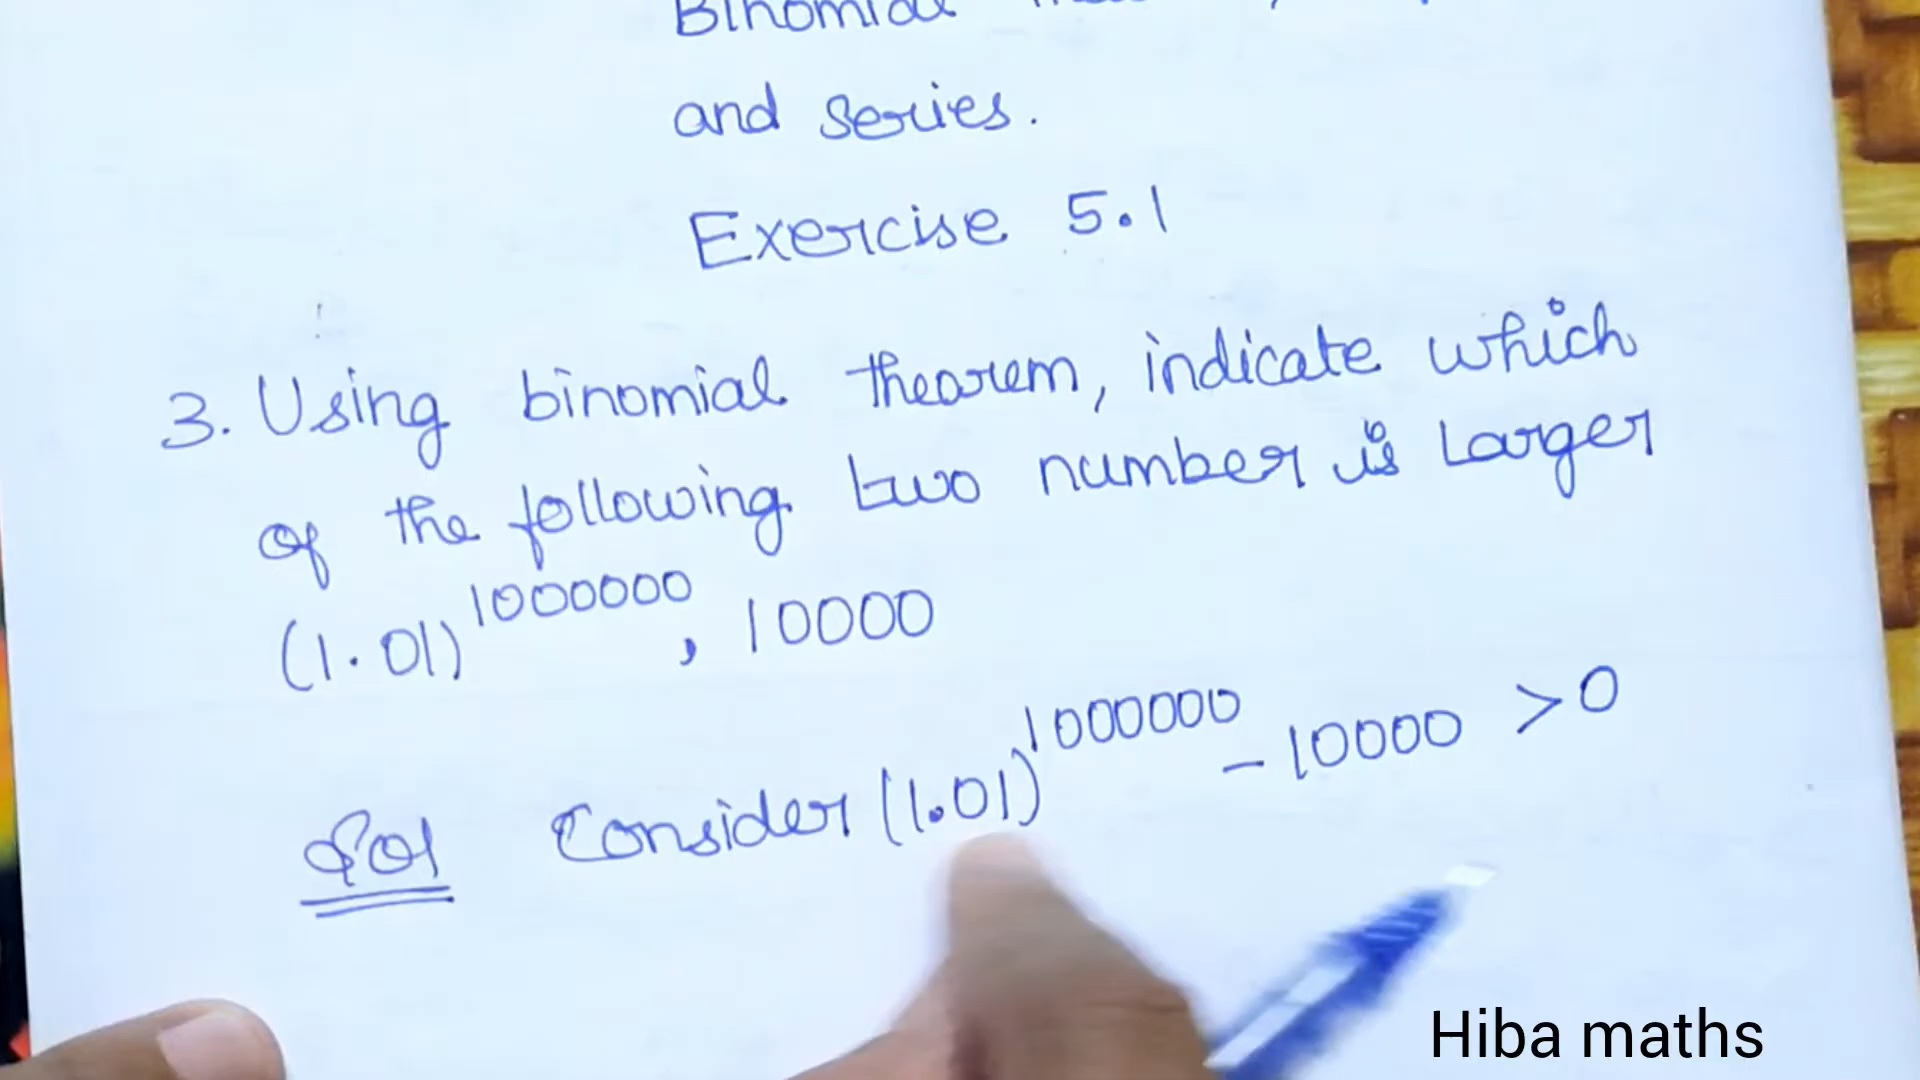 Binomial
and series.
Exercise 5.1
3. Using binomial theorem, indicate which
of the following two number is larger
(1.01)^1000000, 10000
Sol Consider (1.01)^1000000 - 10000 > 0
Hiba maths